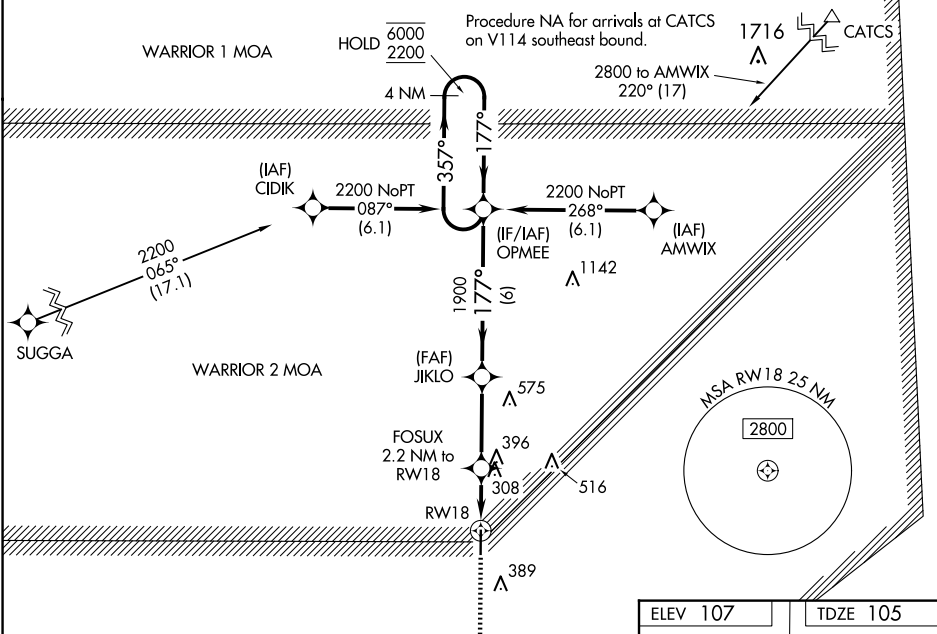 WARRIOR 1 MOA
HOLD 6000
2200
4 NM
Procedure NA for arrivals at CATCS
on V114 southeast bound.
1716
CATCS
2800 to AMWIX
220° (17)
357°
177°
(IAF)
CIDIK
2200 NoPT
087°
(6.1)
2200 NoPT
268°
(6.1)
(IF/IAF)
OPMEE
(IAF)
AMWIX
1142
2200
065°
(17.1)
SUGGA
1900
177°
(6)
WARRIOR 2 MOA
(FAF)
JIKLO
575
FOSUX
2.2 NM to
RW18
396
308
516
RW18
389
MSA RW18 25 NM
2800
ELEV 107
TDZE 105